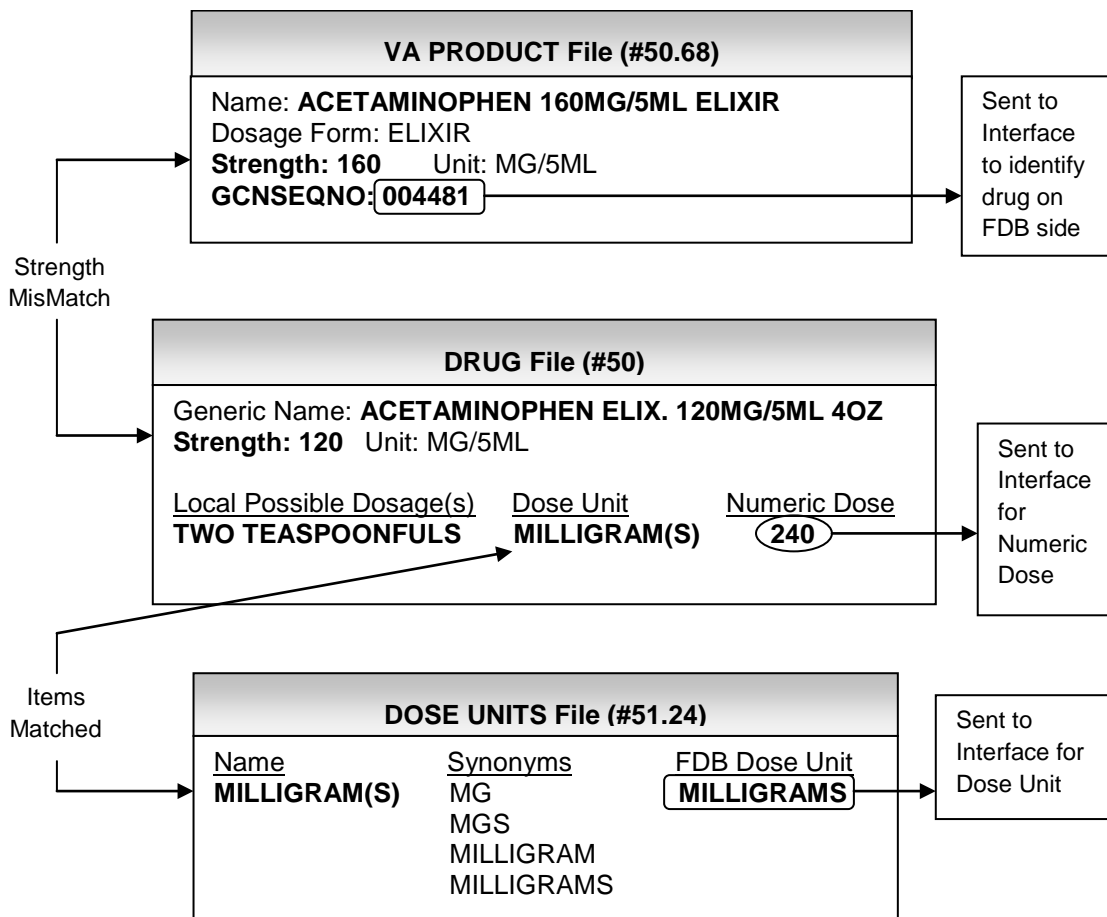 VA PRODUCT File (#50.68)
Name: ACETAMINOPHEN 160MG/5ML ELIXIR
Dosage Form: ELIXIR
Strength: 160 Unit: MG/5ML
GCNSEQNO: 004481
Sent to
Interface
to identify
drug on
FDB side
Strength
MisMatch
DRUG File (#50)
Generic Name: ACETAMINOPHEN ELIX. 120MG/5ML 4OZ
Strength: 120 Unit: MG/5ML
Local Possible Dosage(s) Dose Unit Numeric Dose
TWO TEASPOONFULS MILLIGRAM(S) 240
Sent to
Interface
for
Numeric
Dose
Items
Matched
DOSE UNITS File (#51.24)
Name Synonyms FDB Dose Unit
MILLIGRAM(S) MG MILLIGRAMS
MGS
MILLIGRAM
MILLIGRAMS
Sent to
Interface for
Dose Unit